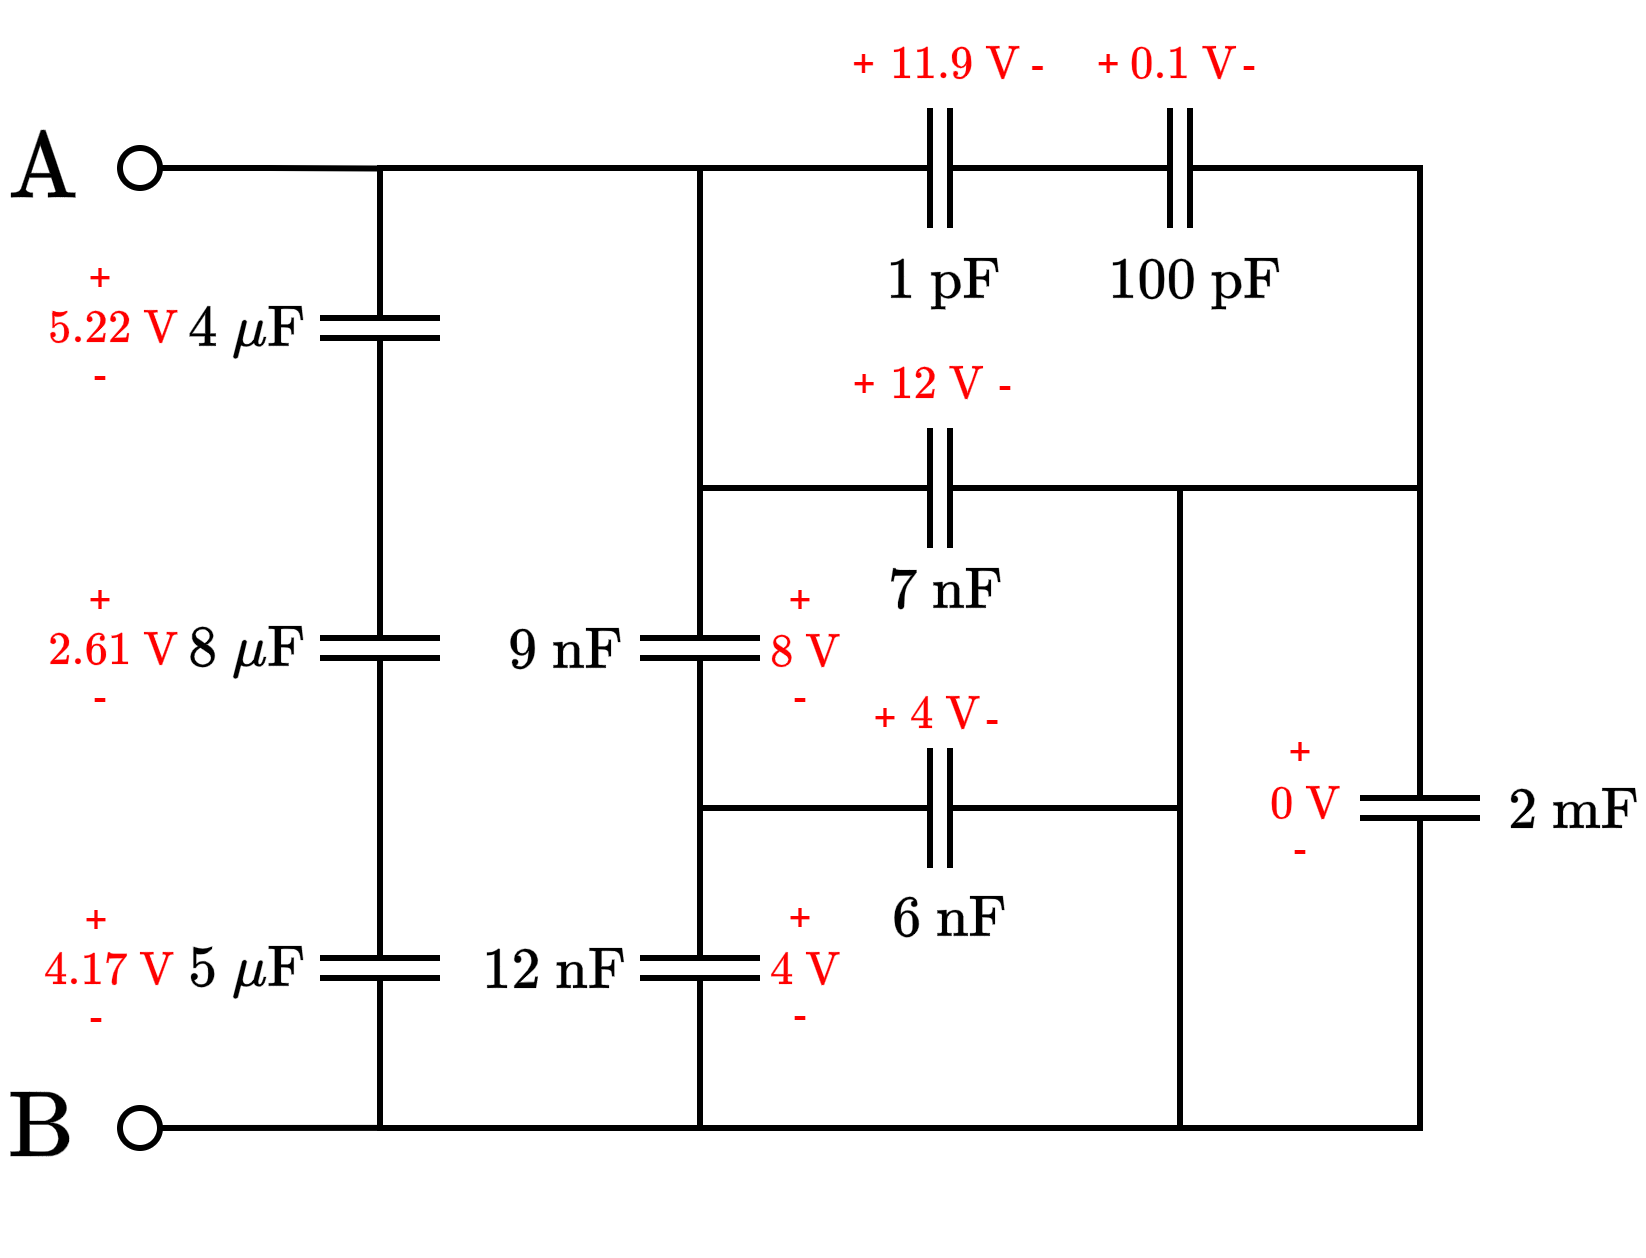 + 11.9 V - + 0.1 V -
A
1 pF 100 pF
+
5.22 V 4 μF
-
+ 12 V -
7 nF
+
2.61 V 8 μF
-
9 nF
+
8 V
-
+ 4 V -
6 nF
+
0 V
-
2 mF
+
4.17 V 5 μF
-
12 nF
+
4 V
-
B